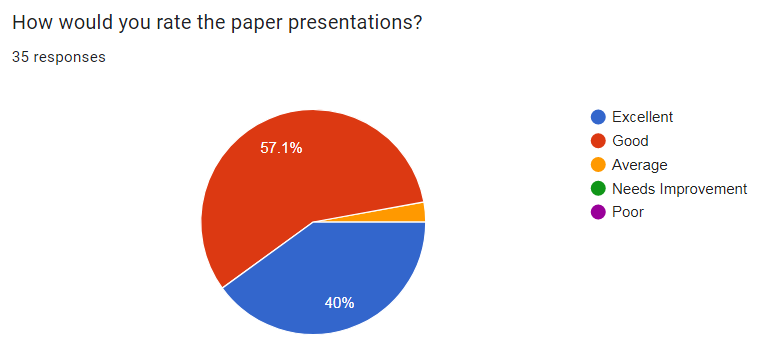 How would you rate the paper presentations?
35 responses
57.1%
40%
Excellent
Good
Average
Needs Improvement
Poor